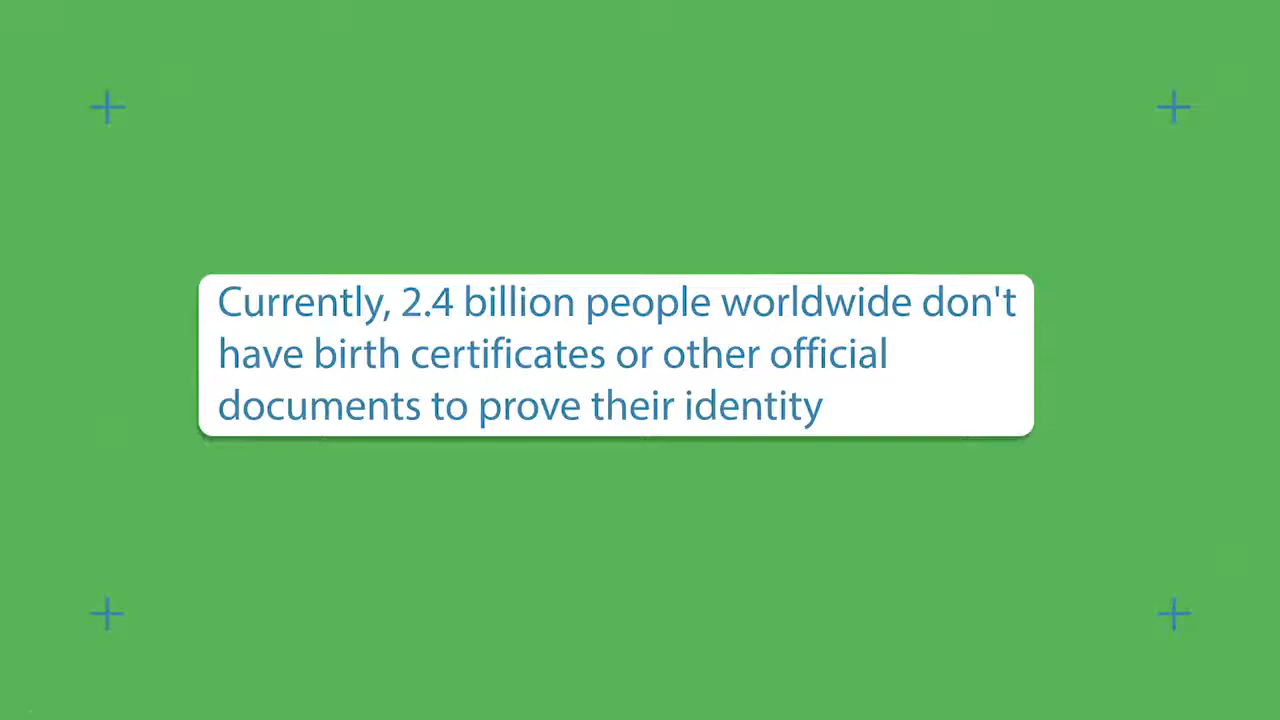 Currently, 2.4 billion people worldwide don't
have birth certificates or other official
documents to prove their identity